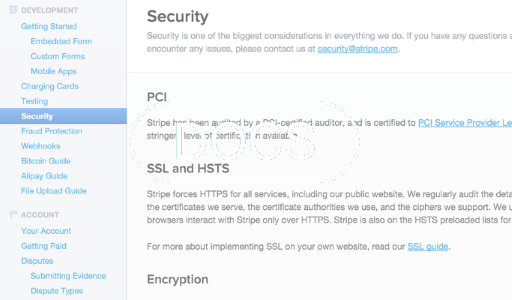 DEVELOPMENT
Getting Started
Embedded Form
Custom Forms
Mobile Apps
Charging Cards
Testing
Security
Fraud Protection
Webhooks
Bitcoin Guide
Alipay Guide
File Upload Guide
ACCOUNT
Your Account
Getting Paid
Disputes
Submitting Evidence
Dispute Types
Security
Security is one of the biggest considerations in everything we do. If you have any questions
encounter any issues, please contact us at security@stripe.com.
PCI
Stripe has been audited by a PCI-certified auditor, and is certified to PCI Service Provider Le
stringent level of certification available.
DOCS
SSL and HSTS
Stripe forces HTTPS for all services, including our public website. We regularly audit the deta
the certificates we serve, the certificate authorities we use, and the ciphers we support. We u
browsers interact with Stripe only over HTTPS. Stripe is also on the HSTS preloaded lists for
For more about implementing SSL on your own website, read our SSL guide.
Encryption